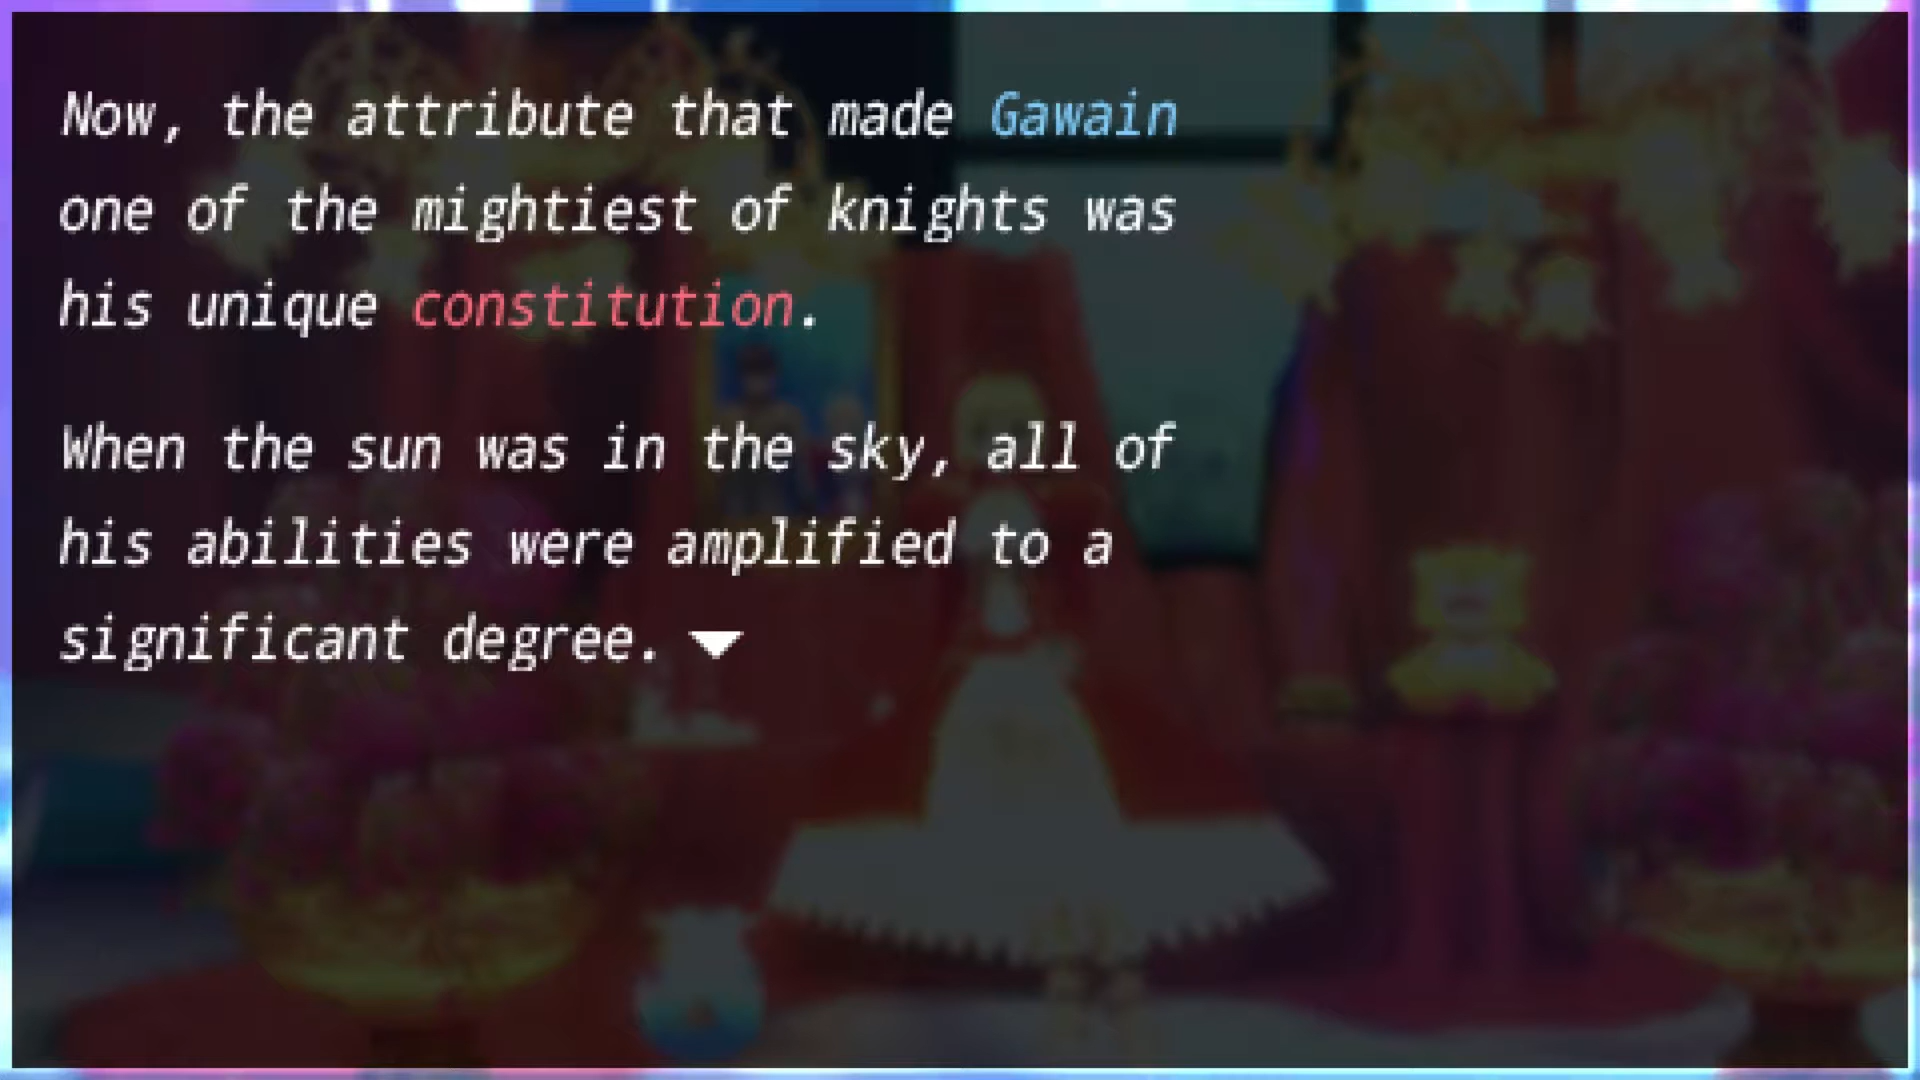 Now, the attribute that made Gawain
one of the mightiest of knights was
his unique constitution.
When the sun was in the sky, all of
his abilities were amplified to a
significant degree.